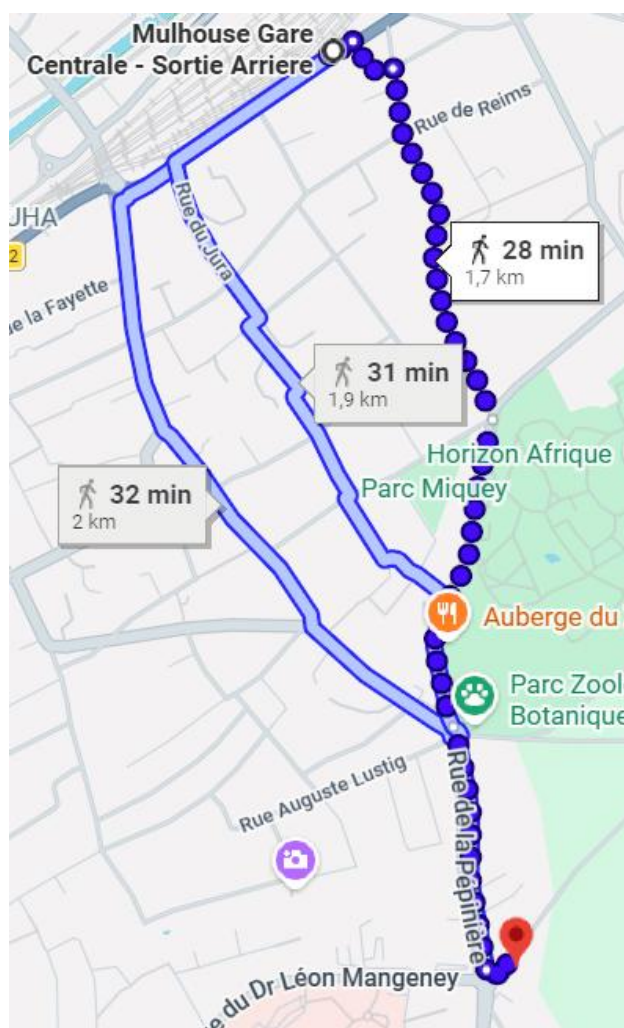 Mulhouse Gare
Centrale - Sortie Arriere
Rue de Reims
JHA
2
Rue du Jura
28 min
1,7 km
ue la Fayette
31 min
1,9 km
Horizon Afrique
Parc Miquey
32 min
2 km
Auberge du
Parc Zool
Botanique
Rue de la Pépinière
Rue Auguste Lustig
e du Dr Léon Mangeney